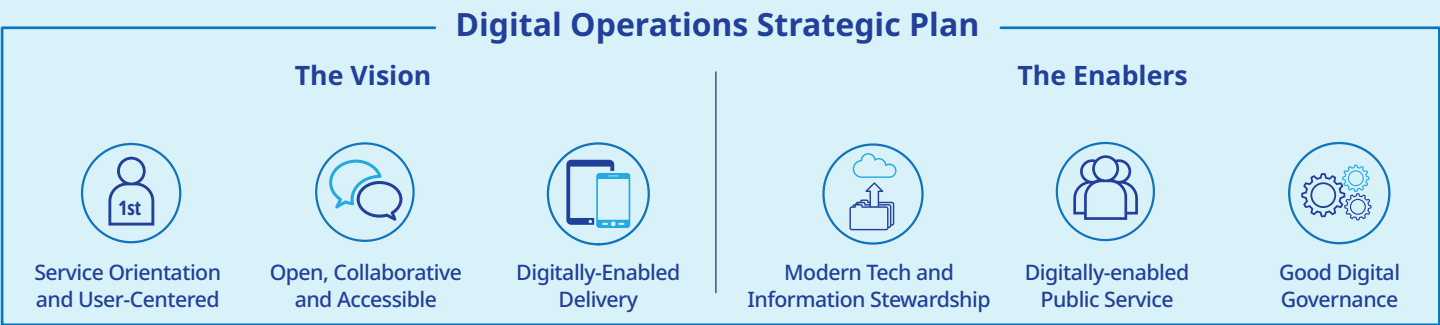 Digital Operations Strategic Plan
The Vision
The Enablers
1st
Service Orientation
and User-Centered
Open, Collaborative
and Accessible
Digitally-Enabled
Delivery
Modern Tech and
Information Stewardship
Digitally-enabled
Public Service
Good Digital
Governance